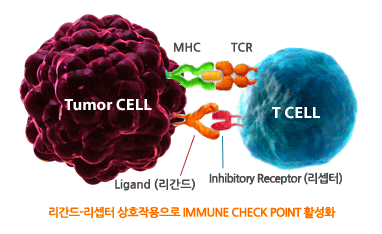 MHC TCR
Tumor CELL T CELL
Ligand (리간드) Inhibitory Receptor (리셉터)
리간드-리셉터 상호작용으로 IMMUNE CHECK POINT 활성화